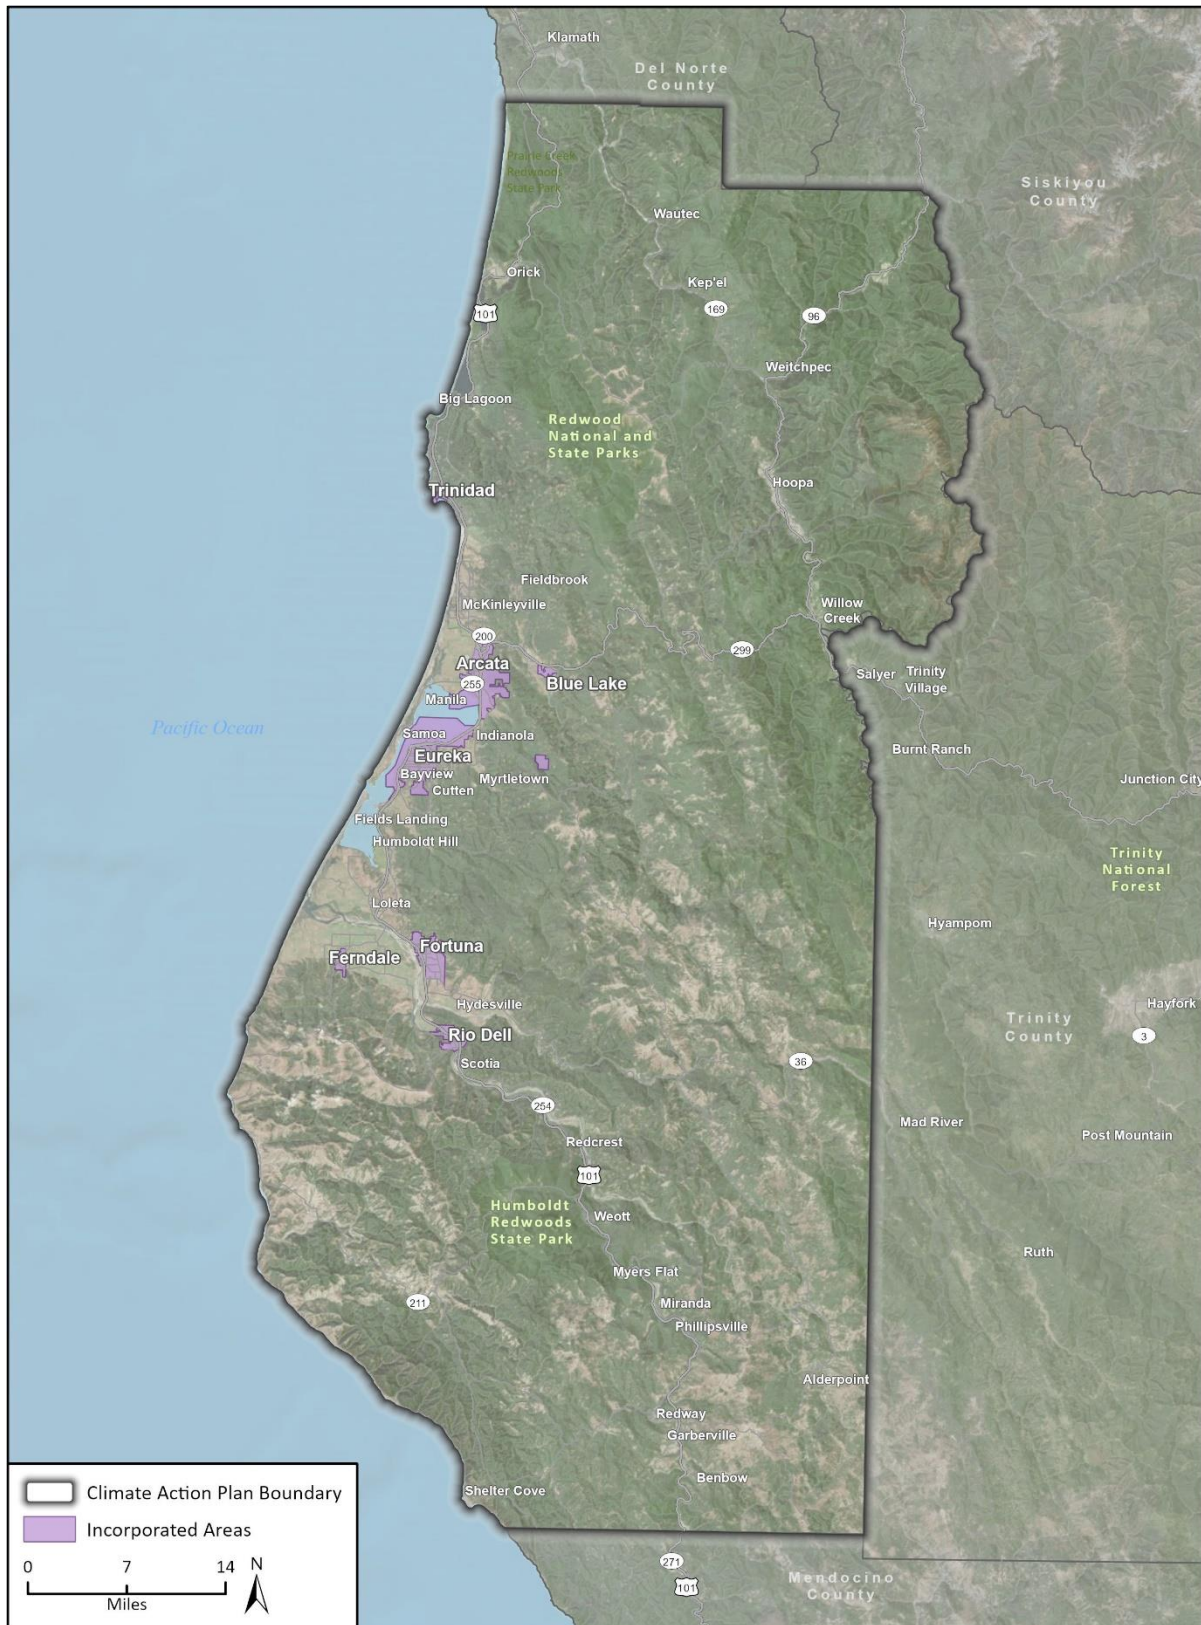 Klamath
Del Norte
County
Prairie Creek
Redwoods
State Park
Siskiyou
County
Wautec
Orick
Kep'el
101
169
96
Weitchpec
Big Lagoon
Redwood
National and
State Parks
Trinidad
Hoopa
Fieldbrook
McKinleyville
Willow
Creek
200
299
Arcata
Blue Lake
Salyer
Trinity
Village
255
Manila
Pacific Ocean
Samoa
Indianola
Burnt Ranch
Eureka
Bayview
Myrtletown
Junction City
Cutten
Fields Landing
Humboldt Hill
Trinity
National
Forest
Loleta
Hyampom
Fortuna
Ferndale
Hydesville
Hayfork
Trinity
County
Rio Dell
3
Scotia
36
254
Mad River
Redcrest
Post Mountain
101
Humboldt
Redwoods
State Park
Weott
Ruth
Myers Flat
211
Miranda
Phillipsville
Alderpoint
Redway
Garberville
Benbow
Shelter Cove
271
101
Mendocino
County
Climate Action Plan Boundary
Incorporated Areas
0 7 14 N
Miles